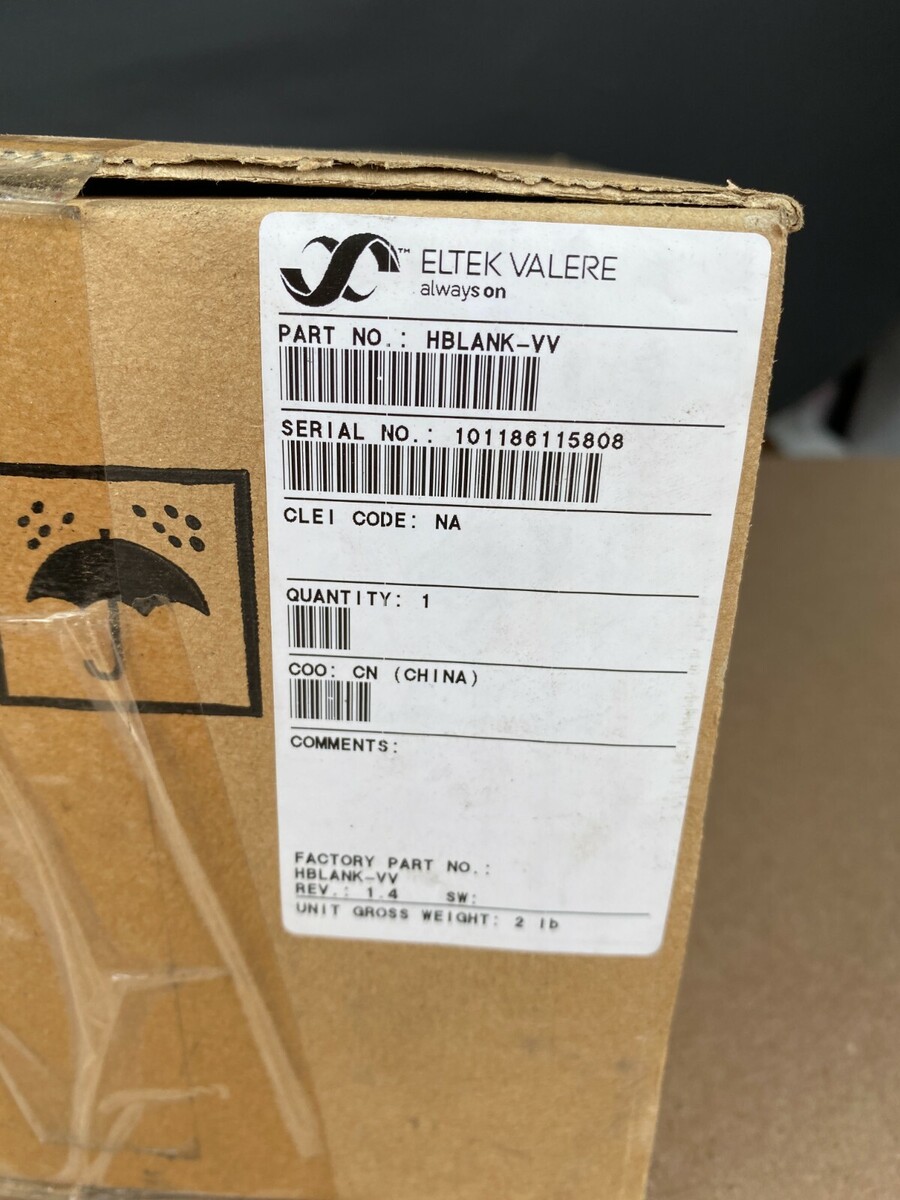 ™ ELTEK VALERE
always on
PART NO.: HBLANK-VV
SERIAL NO.: 101186115808
CLEI CODE: NA
QUANTITY: 1
COO: CN (CHINA)
COMMENTS:
FACTORY PART NO.:
HBLANK-VV
REV.: 1.4 SW:
UNIT GROSS WEIGHT: 2 lb